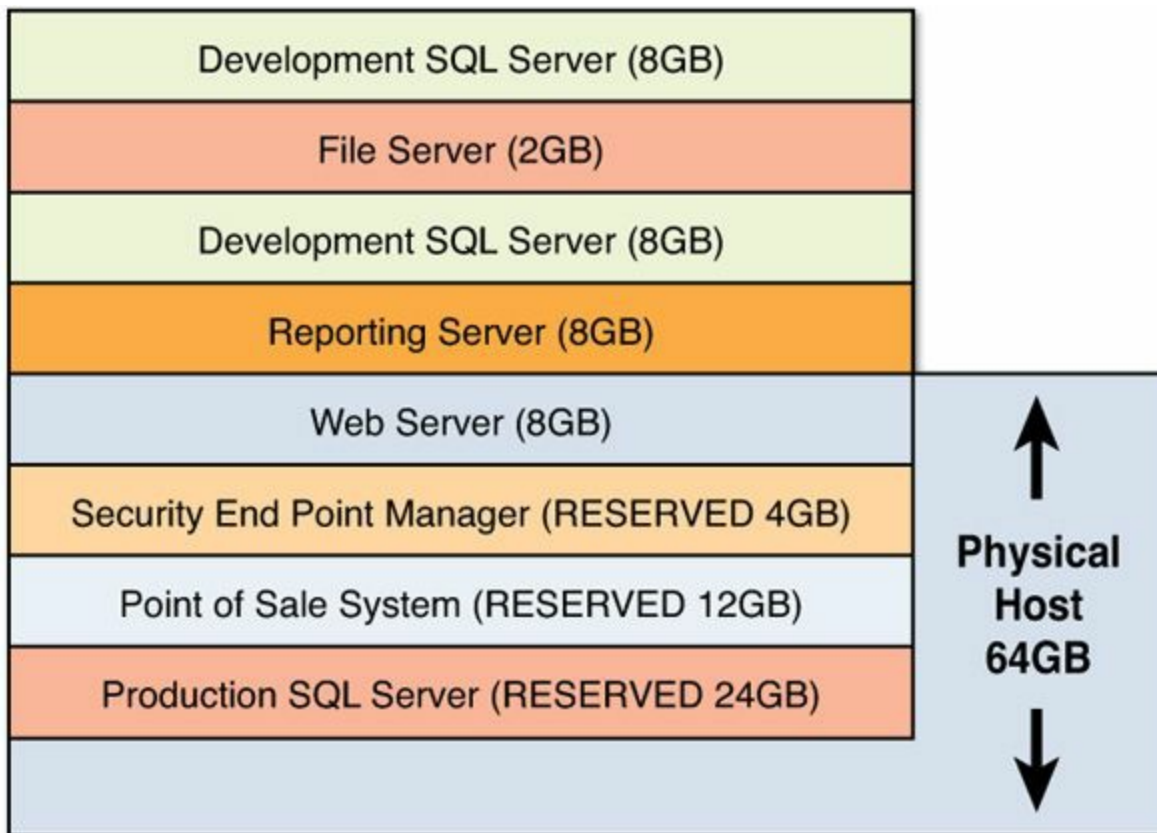 Development SQL Server (8GB)
File Server (2GB)
Development SQL Server (8GB)
Reporting Server (8GB)
Web Server (8GB)
Security End Point Manager (RESERVED 4GB)
Point of Sale System (RESERVED 12GB)
Production SQL Server (RESERVED 24GB)
Physical
Host
64GB